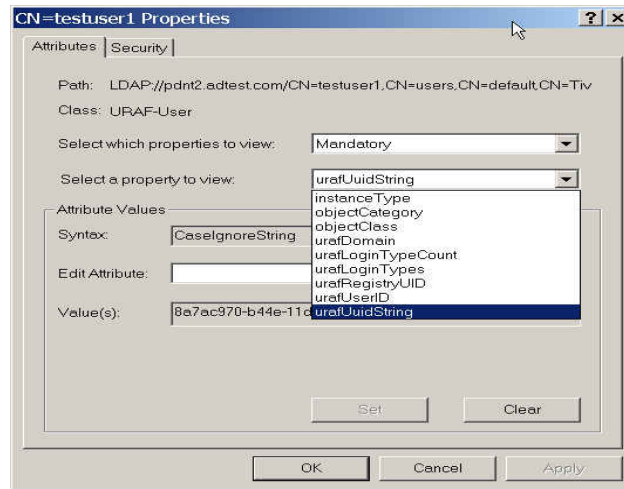 CN=testuser1 Properties
Attributes Security
Path: LDAP://pdnt2.adtest.com/CN=testuser1,CN=users,CN=default,CN=Tiv
Class: URAF-User
Select which properties to view: Mandatory
Select a property to view: urafUuidString
instanceType
objectCategory
objectClass
urafDomain
urafLoginTypeCount
urafLoginTypes
urafRegistryUID
urafUserID
urafUuidString
Attribute Values
Syntax: CaseIgnoreString
Edit Attribute:
Value(s): 8a7ac970-b44e-11d
Set Clear
OK Cancel Apply